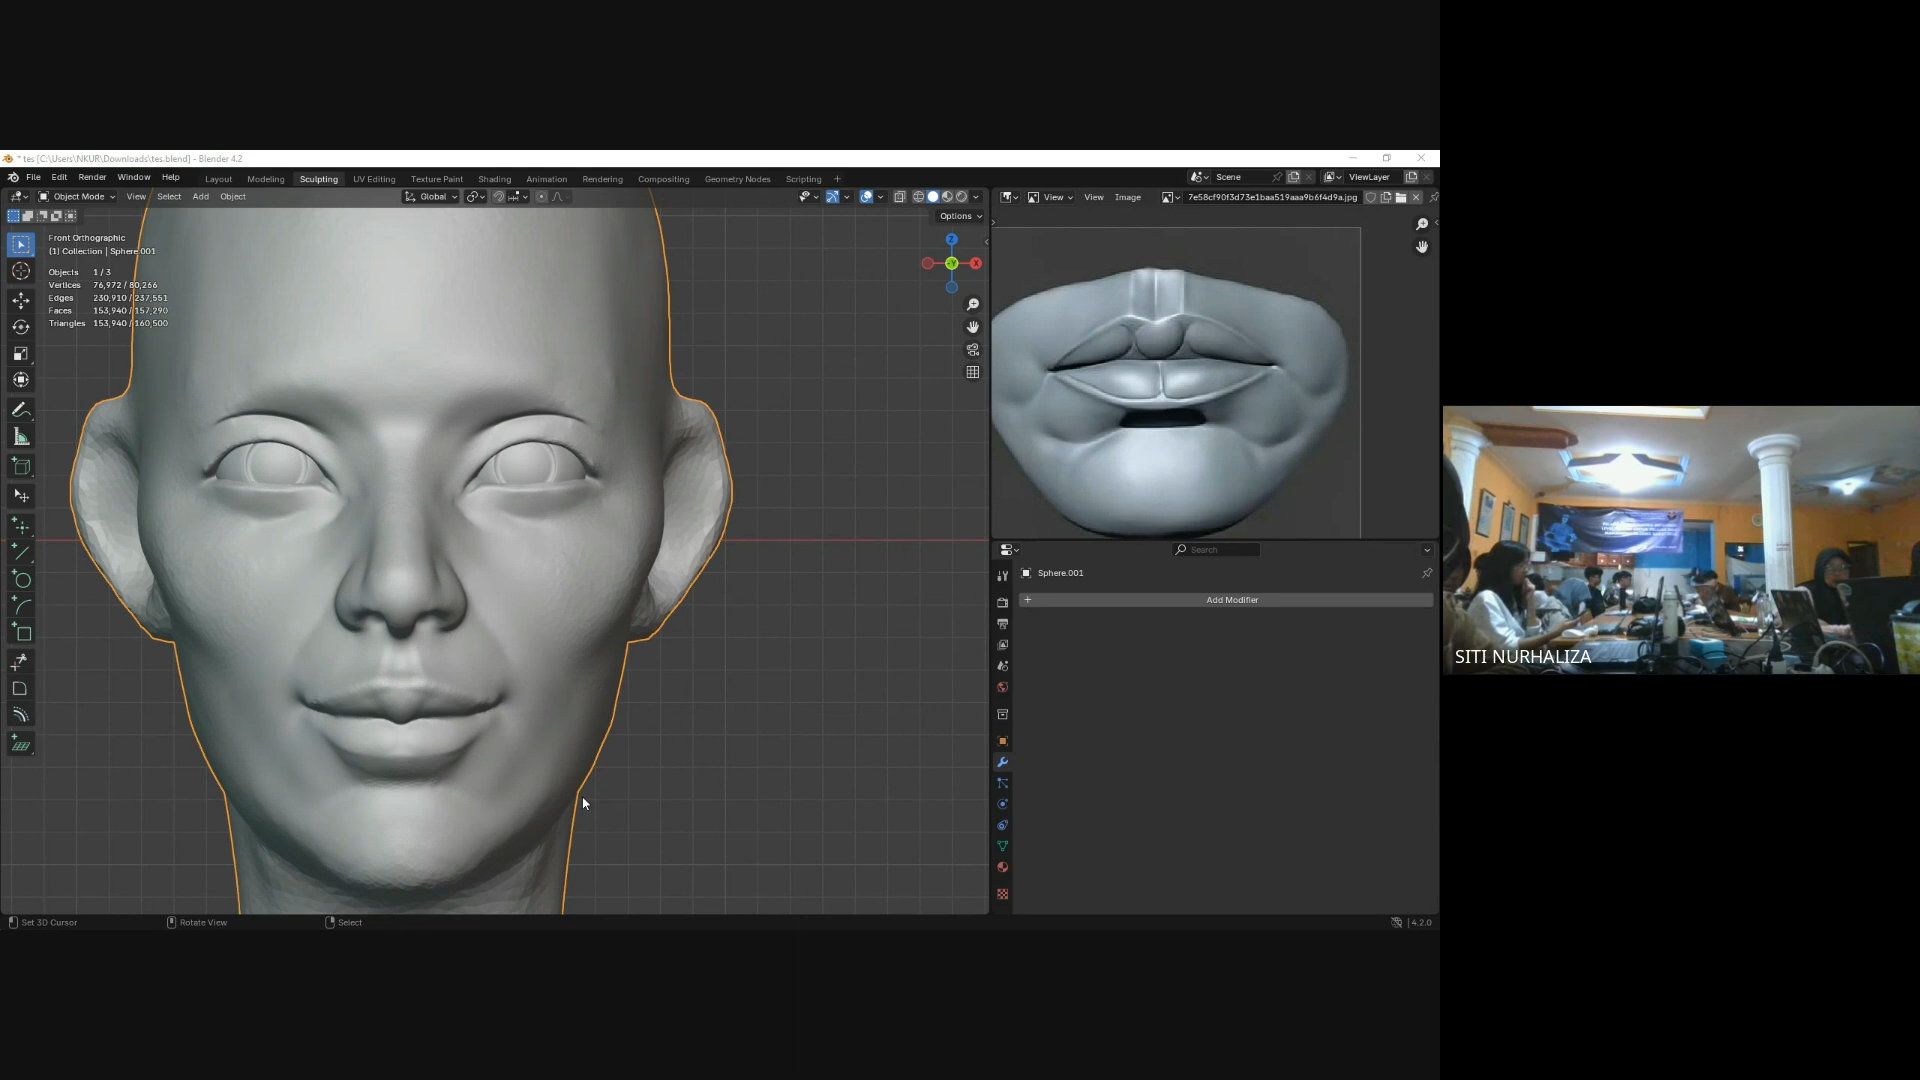 * tes [C:\Users\NKUR\Downloads\tes.blend] - Blender 4.2
File Edit Render Window Help
Layout Modeling Sculpting UV Editing Texture Paint Shading Animation Rendering Compositing Geometry Nodes Scripting +
Scene
ViewLayer
Object Mode View Select Add Object
Global
Options
View View Image 7e58cf90f3d73e1baa519aaa9b6f4d9a.jpg
Front Orthographic
(1) Collection | Sphere.001
Objects 1 / 3
Vertices 76,972 / 80,266
Edges 230,910 / 237,551
Faces 153,940 / 157,290
Triangles 153,940 / 160,500
Z
-Y
X
Search
Sphere.001
+ Add Modifier
SITI NURHALIZA
Set 3D Cursor
Rotate View
Select
4.2.0